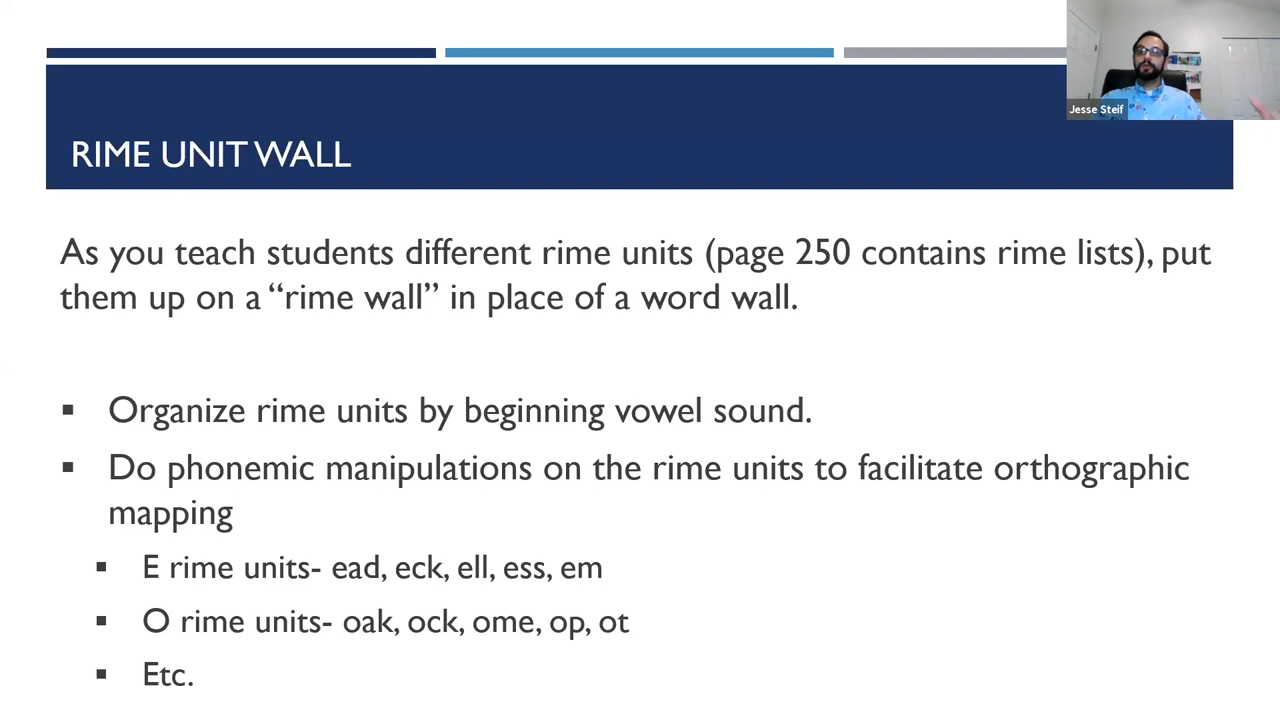 Jesse Steif
RIME UNIT WALL
As you teach students different rime units (page 250 contains rime lists), put
them up on a “rime wall” in place of a word wall.
▪ Organize rime units by beginning vowel sound.
▪ Do phonemic manipulations on the rime units to facilitate orthographic
mapping
▪ E rime units- ead, eck, ell, ess, em
▪ O rime units- oak, ock, ome, op, ot
▪ Etc.